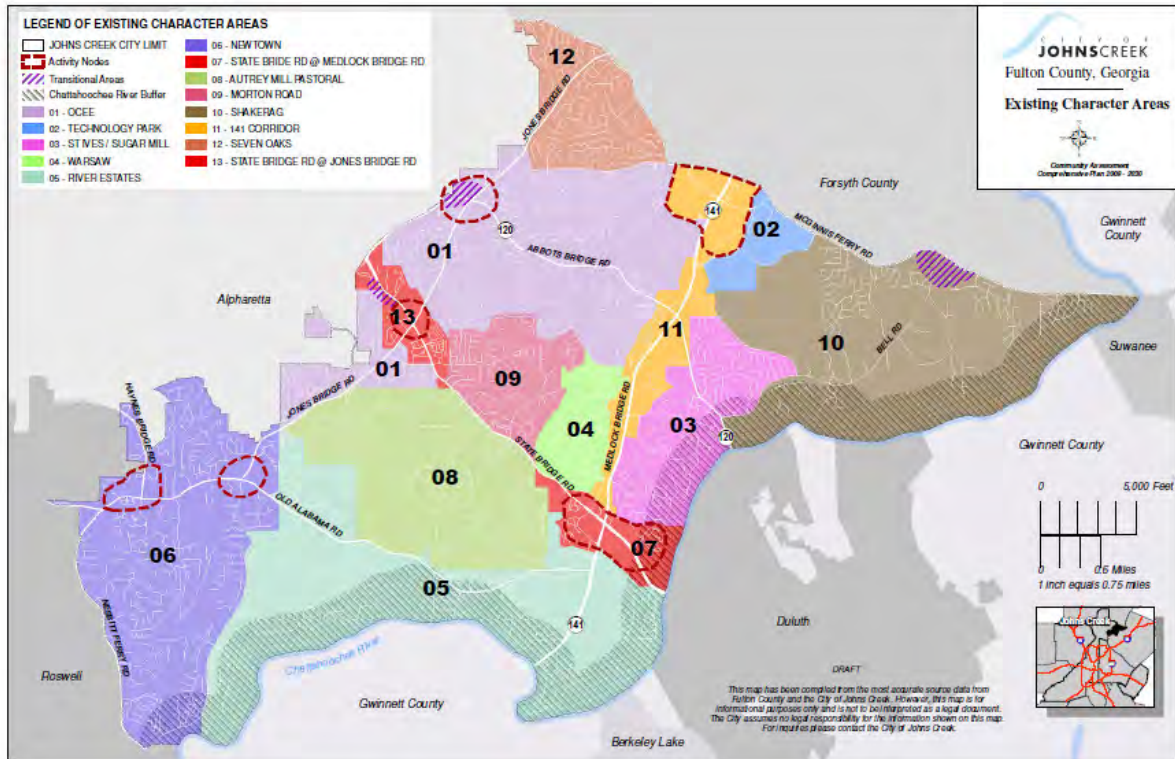 LEGEND OF EXISTING CHARACTER AREAS
JOHNS CREEK CITY LIMIT
Activity Nodes
Transitional Areas
Chattahoochee River Buffer
01 - OCEE
02 - TECHNOLOGY PARK
03 - ST IVES / SUGAR MILL
04 - WARSAW
05 - RIVER ESTATES
06 - NEWTOWN
07 - STATE BRIDE RD @ MEDLOCK BRIDGE RD
08 - AUTREY MILL PASTORAL
09 - MORTON ROAD
10 - SHAKERAG
11 - 141 CORRIDOR
12 - SEVEN OAKS
13 - STATE BRIDGE RD @ JONES BRIDGE RD
CITY OF
JOHNSCREEK
Fulton County, Georgia
Existing Character Areas
Community Assessment
Comprehensive Plan 2008 - 2030
12
JONES BRIDGE RD
Forsyth County
Gwinnett
County
141
02
MCGINNIS FERRY RD
120
01
ABBOTS BRIDGE RD
Alpharetta
13
11
10
BELL RD
Suwanee
01
09
JONES BRIDGE RD
HAYNES BRIDGE RD
04
MEDLOCK BRIDGE RD
03
120
Gwinnett County
STATE BRIDGE RD
08
OLD ALABAMA RD
0
5,000 Feet
06
07
0
0.6 Miles
1 inch equals 0.75 miles
05
NESBITT FERRY RD
141
Duluth
Johns Creek
Chattahoochee River
Roswell
Gwinnett County
Berkeley Lake
DRAFT
This map has been compiled from the most accurate source data from
Fulton County and the City of Johns Creek. However, this map is for
informational purposes only and is not to be interpreted as a legal document.
The City assumes no legal responsibility for the information shown on this map.
For inquires please contact the City of Johns Creek.